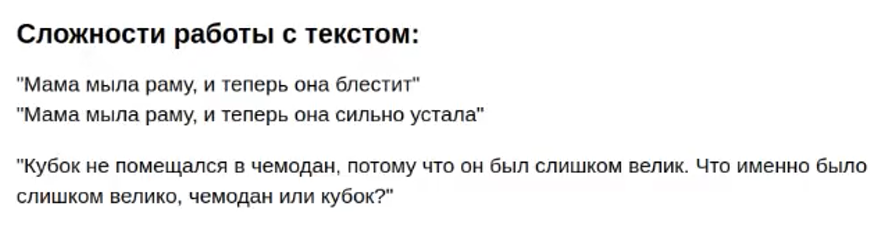 Сложности работы с текстом:
"Мама мыла раму, и теперь она блестит"
"Мама мыла раму, и теперь она сильно устала"
"Кубок не помещался в чемодан, потому что он был слишком велик. Что именно было
слишком велико, чемодан или кубок?"